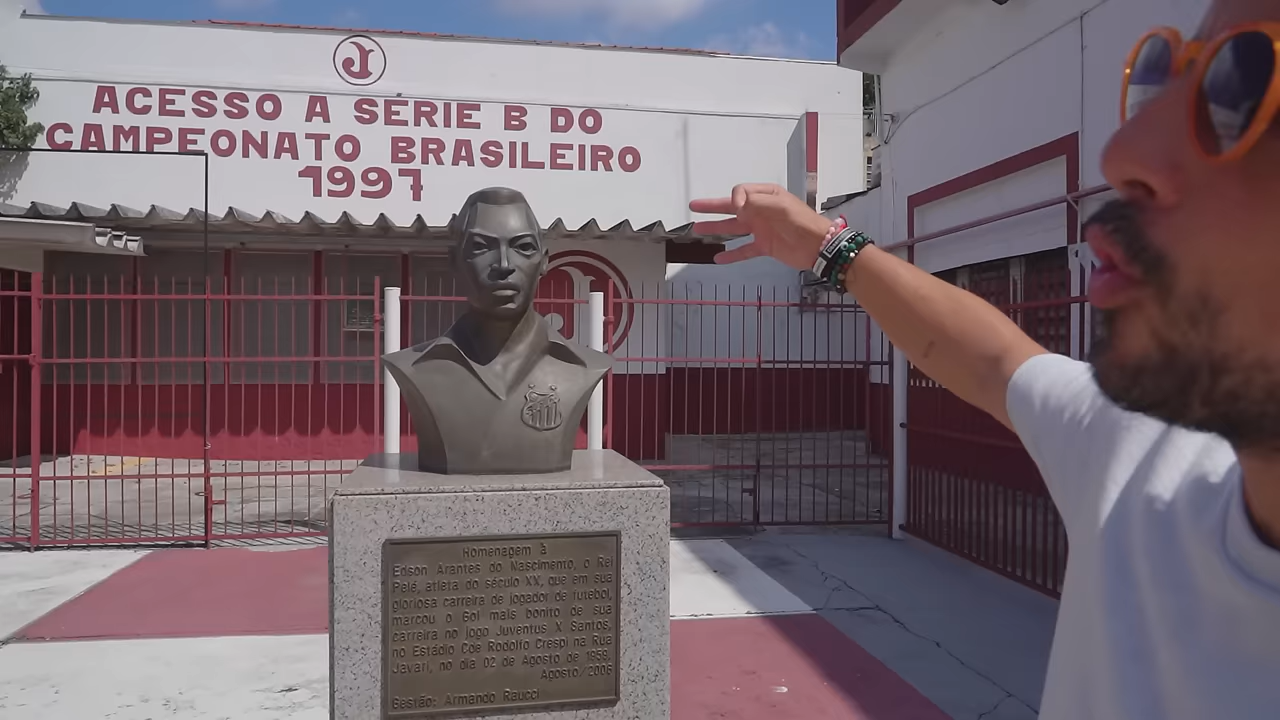 J
ACESSO A SERIE B DO
CAMPEONATO BRASILEIRO
1997
J
Homenagem à
Edson Arantes do Nascimento, o Rei
Pelé, atleta do século XX, que em sua
gloriosa carreira de jogador de futebol,
marcou o Gol mais bonito de sua
carreira no jogo Juventus X Santos,
no Estádio Cde Rodolfo Crespi na Rua
Javari, no dia 02 de Agosto de 1959.
Agosto/2006
Gestão: Armando Raucci